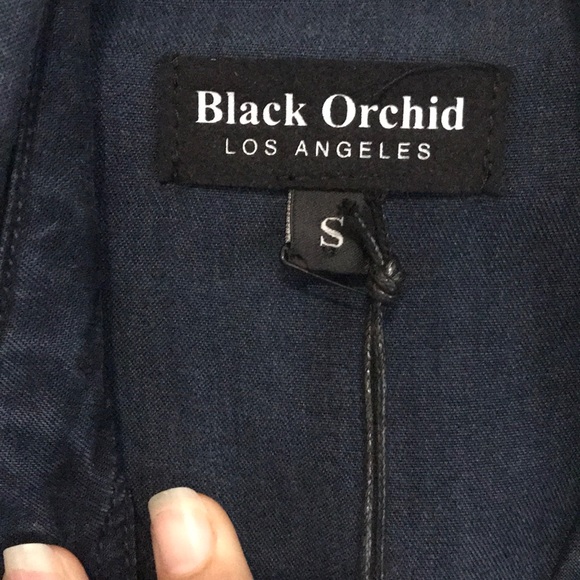 Black Orchid
LOS ANGELES
S